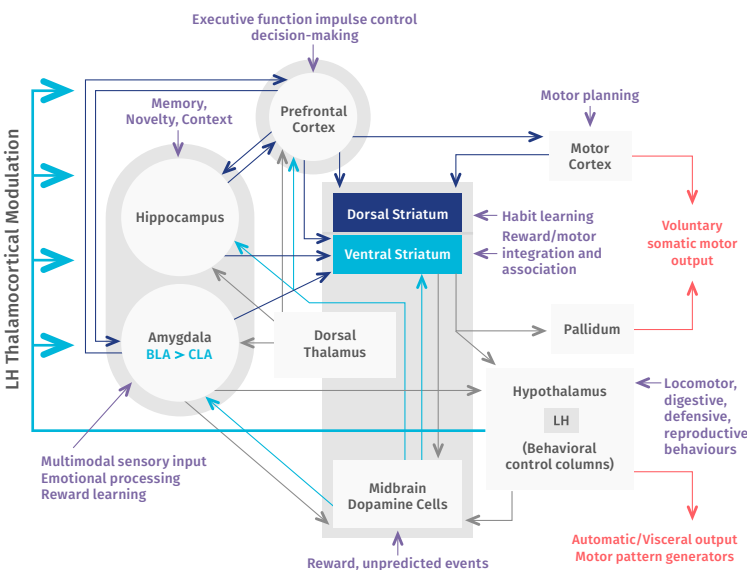 Executive function impulse control
decision-making
Memory,
Novelty, Context
Prefrontal
Cortex
Motor planning
Motor
Cortex
LH Thalamocortical Modulation
Hippocampus
Dorsal Striatum
Habit learning
Ventral Striatum
Reward/motor
integration and
association
Voluntary
somatic motor
output
Amygdala
BLA > CLA
Dorsal
Thalamus
Pallidum
Hypothalamus
LH
(Behavioral
control columns)
Locomotor,
digestive,
defensive,
reproductive
behaviours
Multimodal sensory input
Emotional processing
Reward learning
Midbrain
Dopamine Cells
Automatic/Visceral output
Motor pattern generators
Reward, unpredicted events